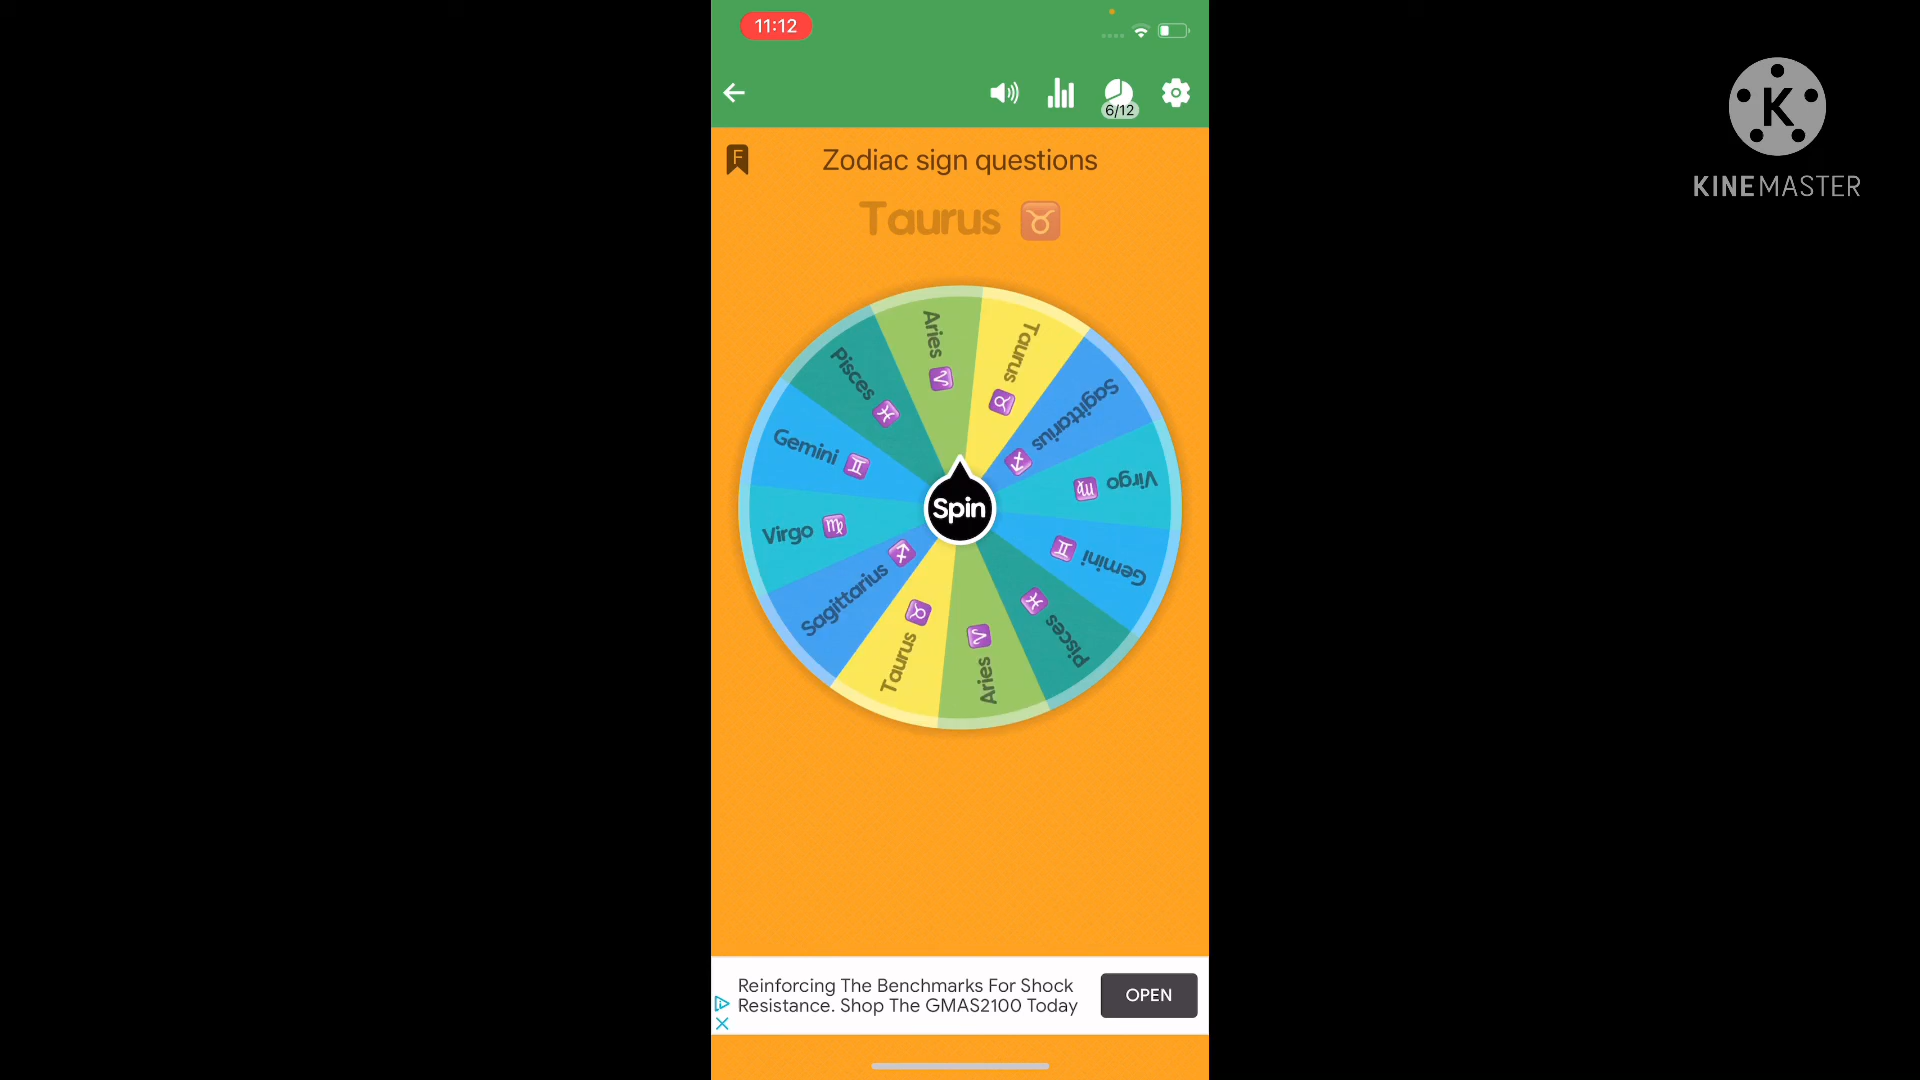 11:12
6/12
F
Zodiac sign questions
Taurus ♉
Aries ♈
Taurus ♉
Sagittarius ♐
Virgo ♍
Gemini ♊
Pisces ♓
Aries ♈
Taurus ♉
Sagittarius ♐
Virgo ♍
Gemini ♊
Pisces ♓
Spin
Reinforcing The Benchmarks For Shock
Resistance. Shop The GMAS2100 Today
OPEN
K
KINEMASTER